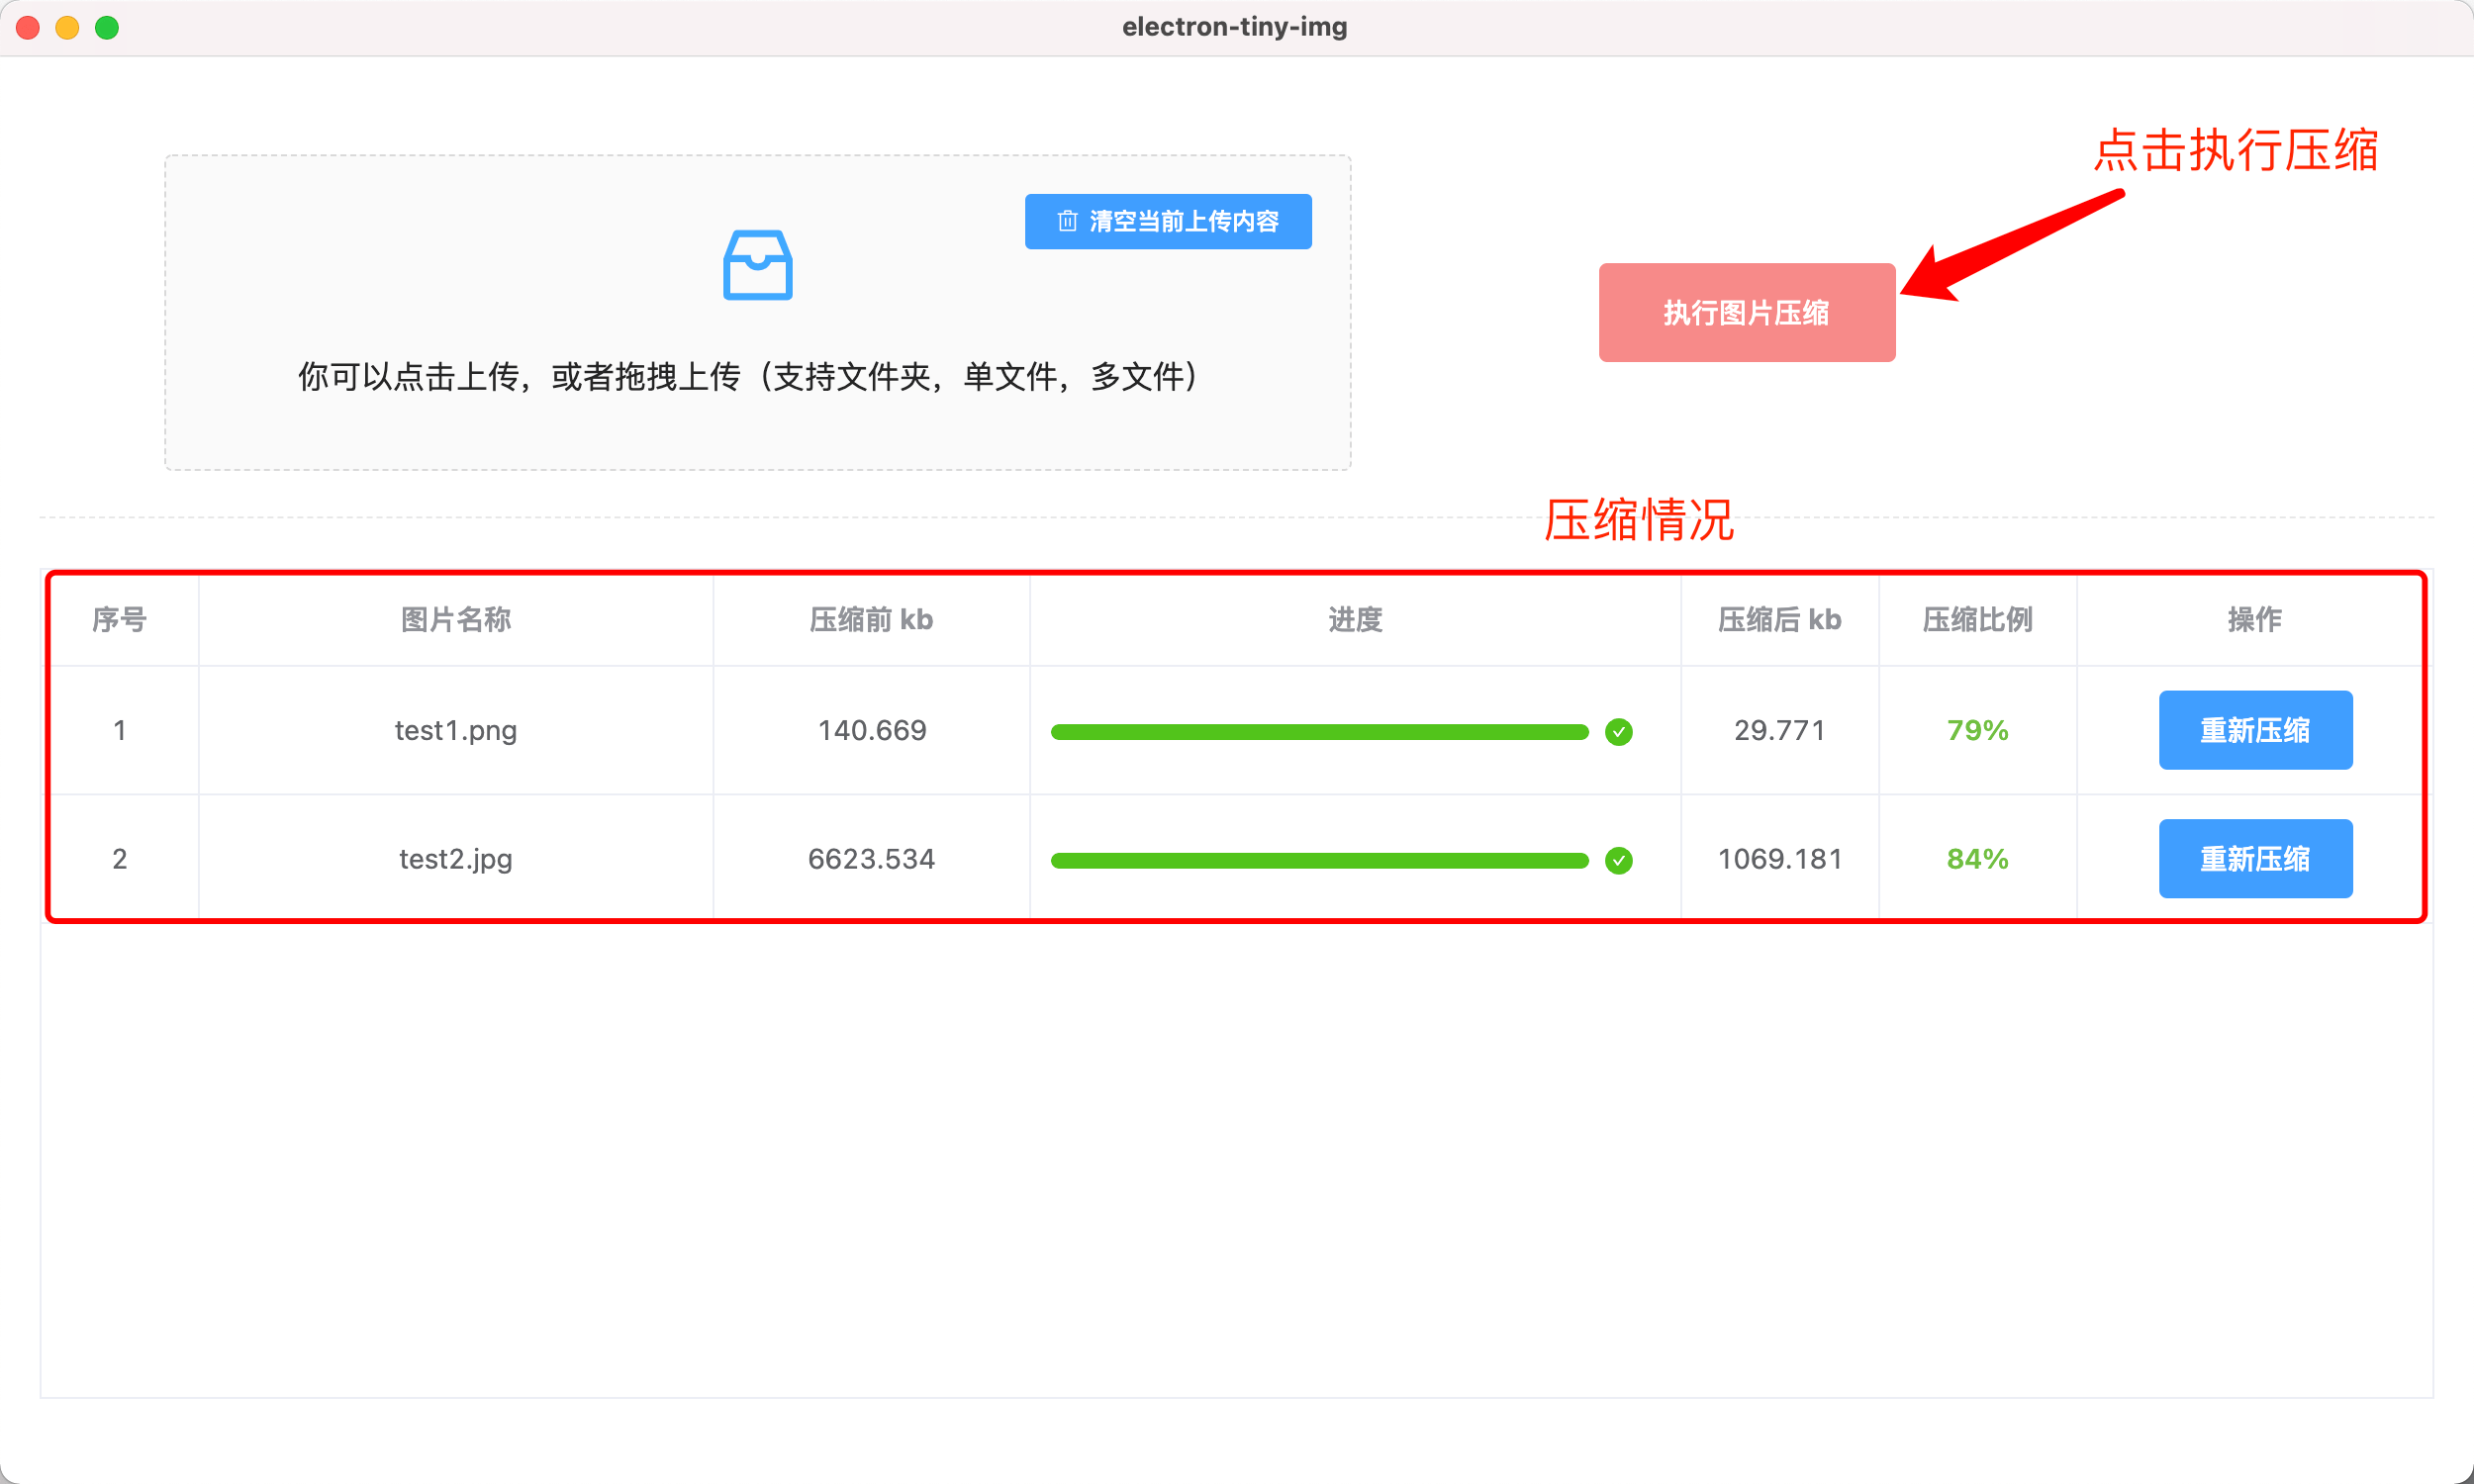 electron-tiny-img
点击执行压缩
清空当前上传内容
执行图片压缩
你可以点击上传，或者拖拽上传（支持文件夹，单文件，多文件）
压缩情况
序号 图片名称 压缩前 kb 进度 压缩后 kb 压缩比例 操作
1 test1.png 140.669 29.771 79% 重新压缩
2 test2.jpg 6623.534 1069.181 84% 重新压缩